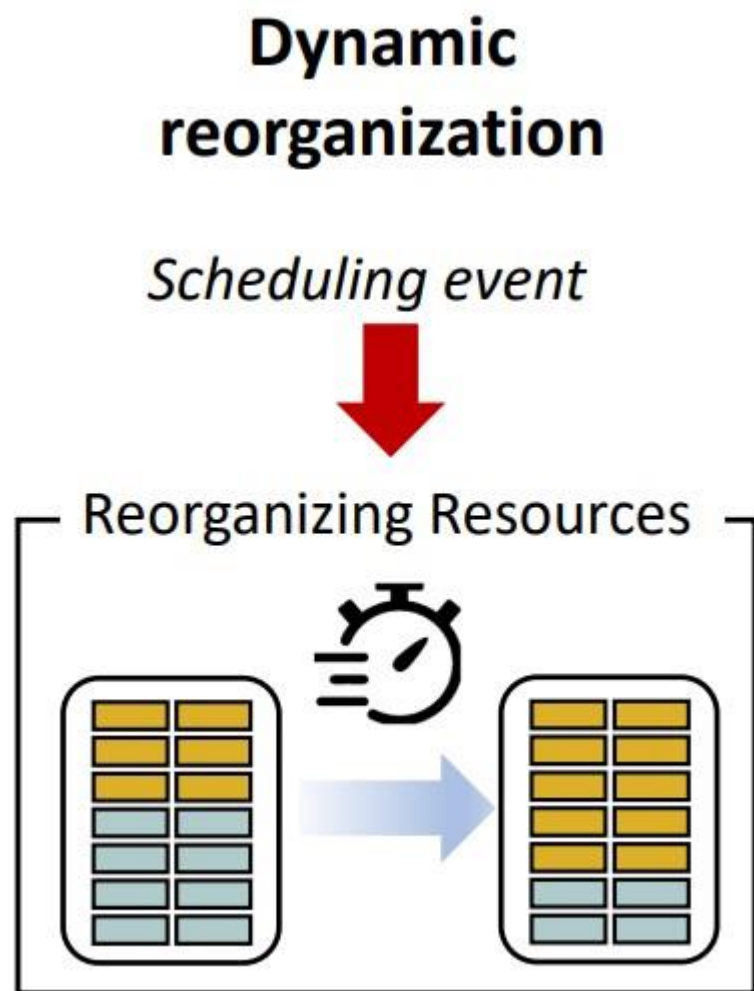 Dynamic
reorganization
Scheduling event
Reorganizing Resources